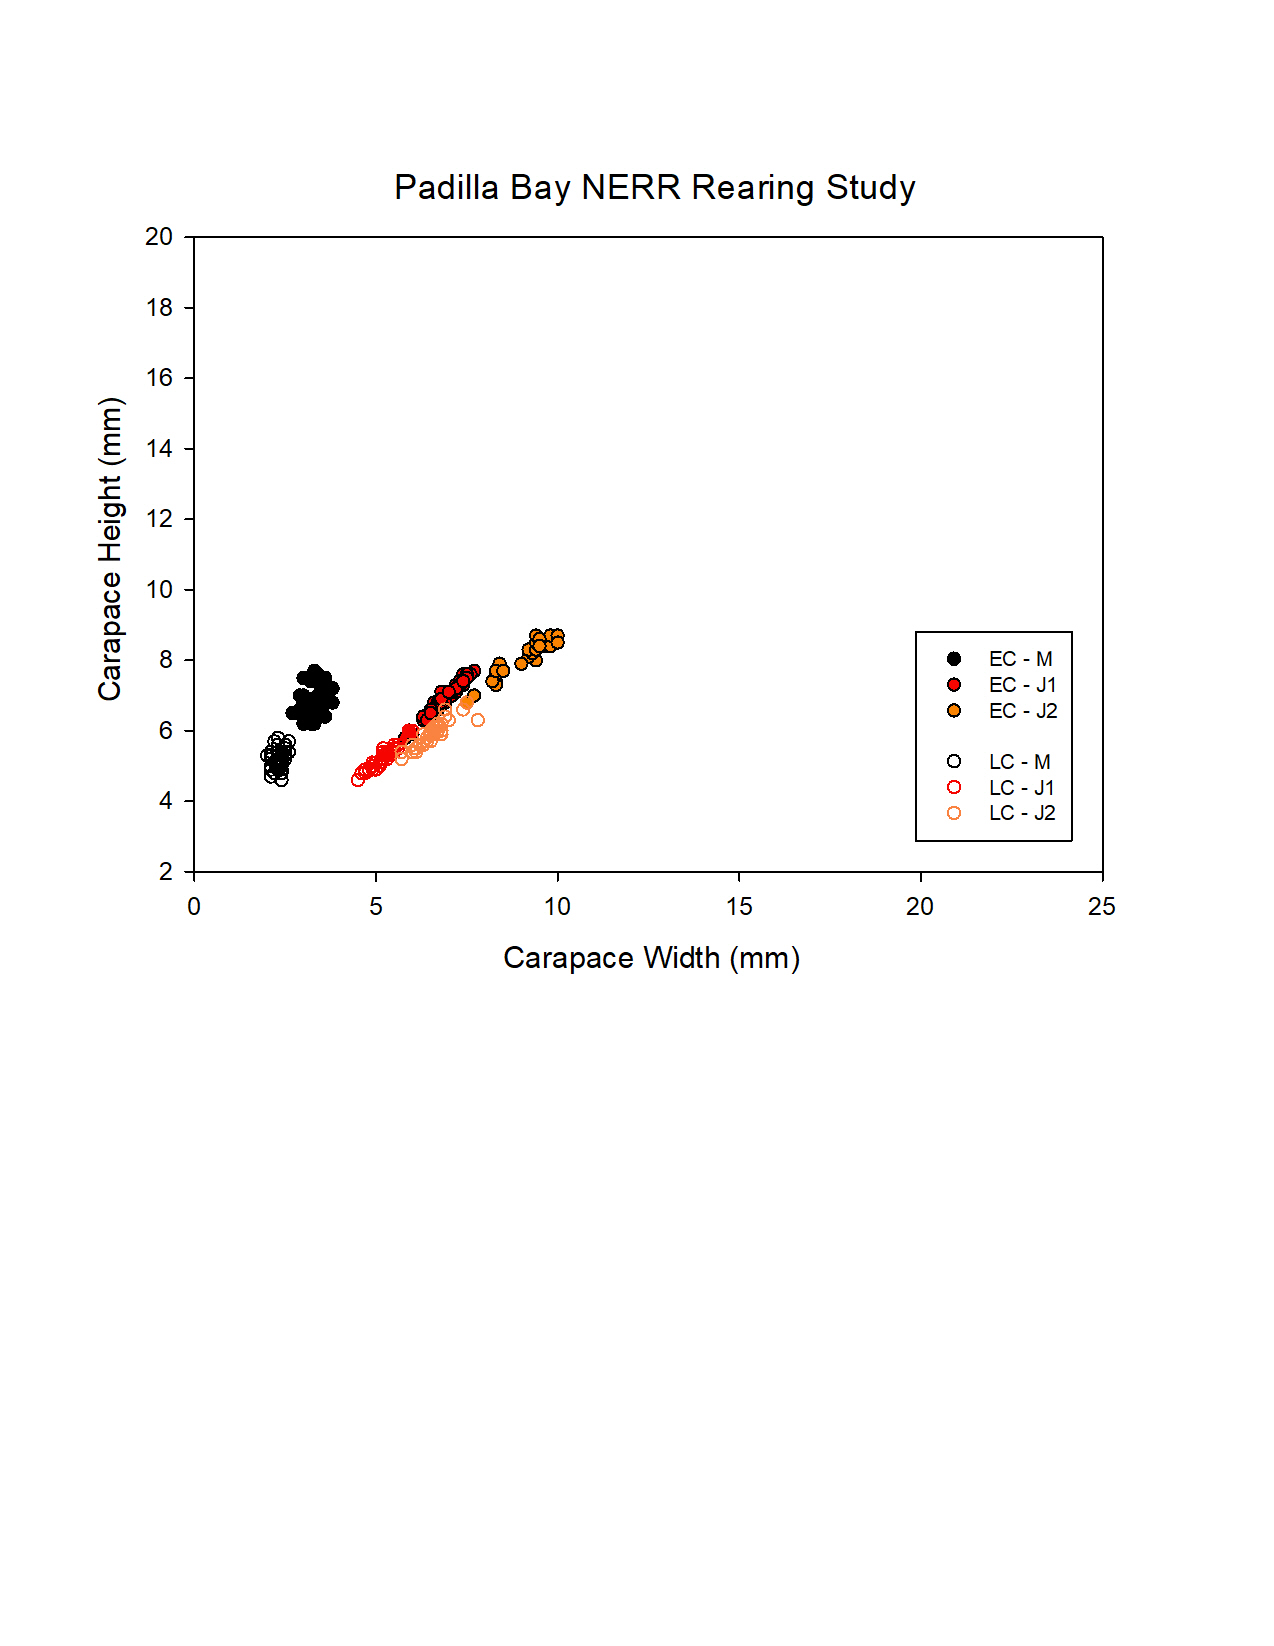 Padilla Bay NERR Rearing Study
20
18
16
14
12
10
8
6
4
2
Carapace Height (mm)
EC - M
EC - J1
EC - J2
LC - M
LC - J1
LC - J2
0 5 10 15 20 25
Carapace Width (mm)